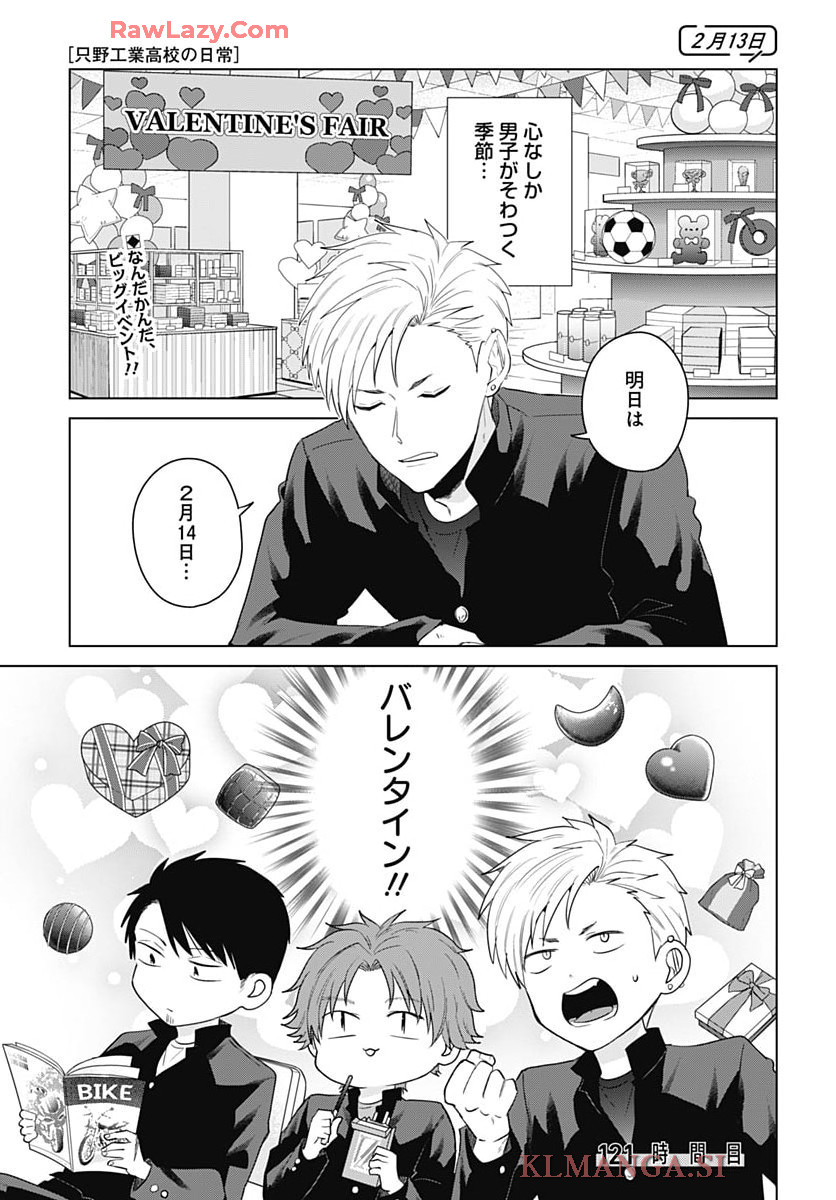 RawLazy.Com
[只野工業高校の日常]
2月13日
VALENTINE'S FAIR
心なしか
男子がそわつく
季節…
◆なんだかんだ、
ビッグイベント!!
明日は
2月14日…
バレンタイン!!
BIKE
121時間目
KLMANGA.SI